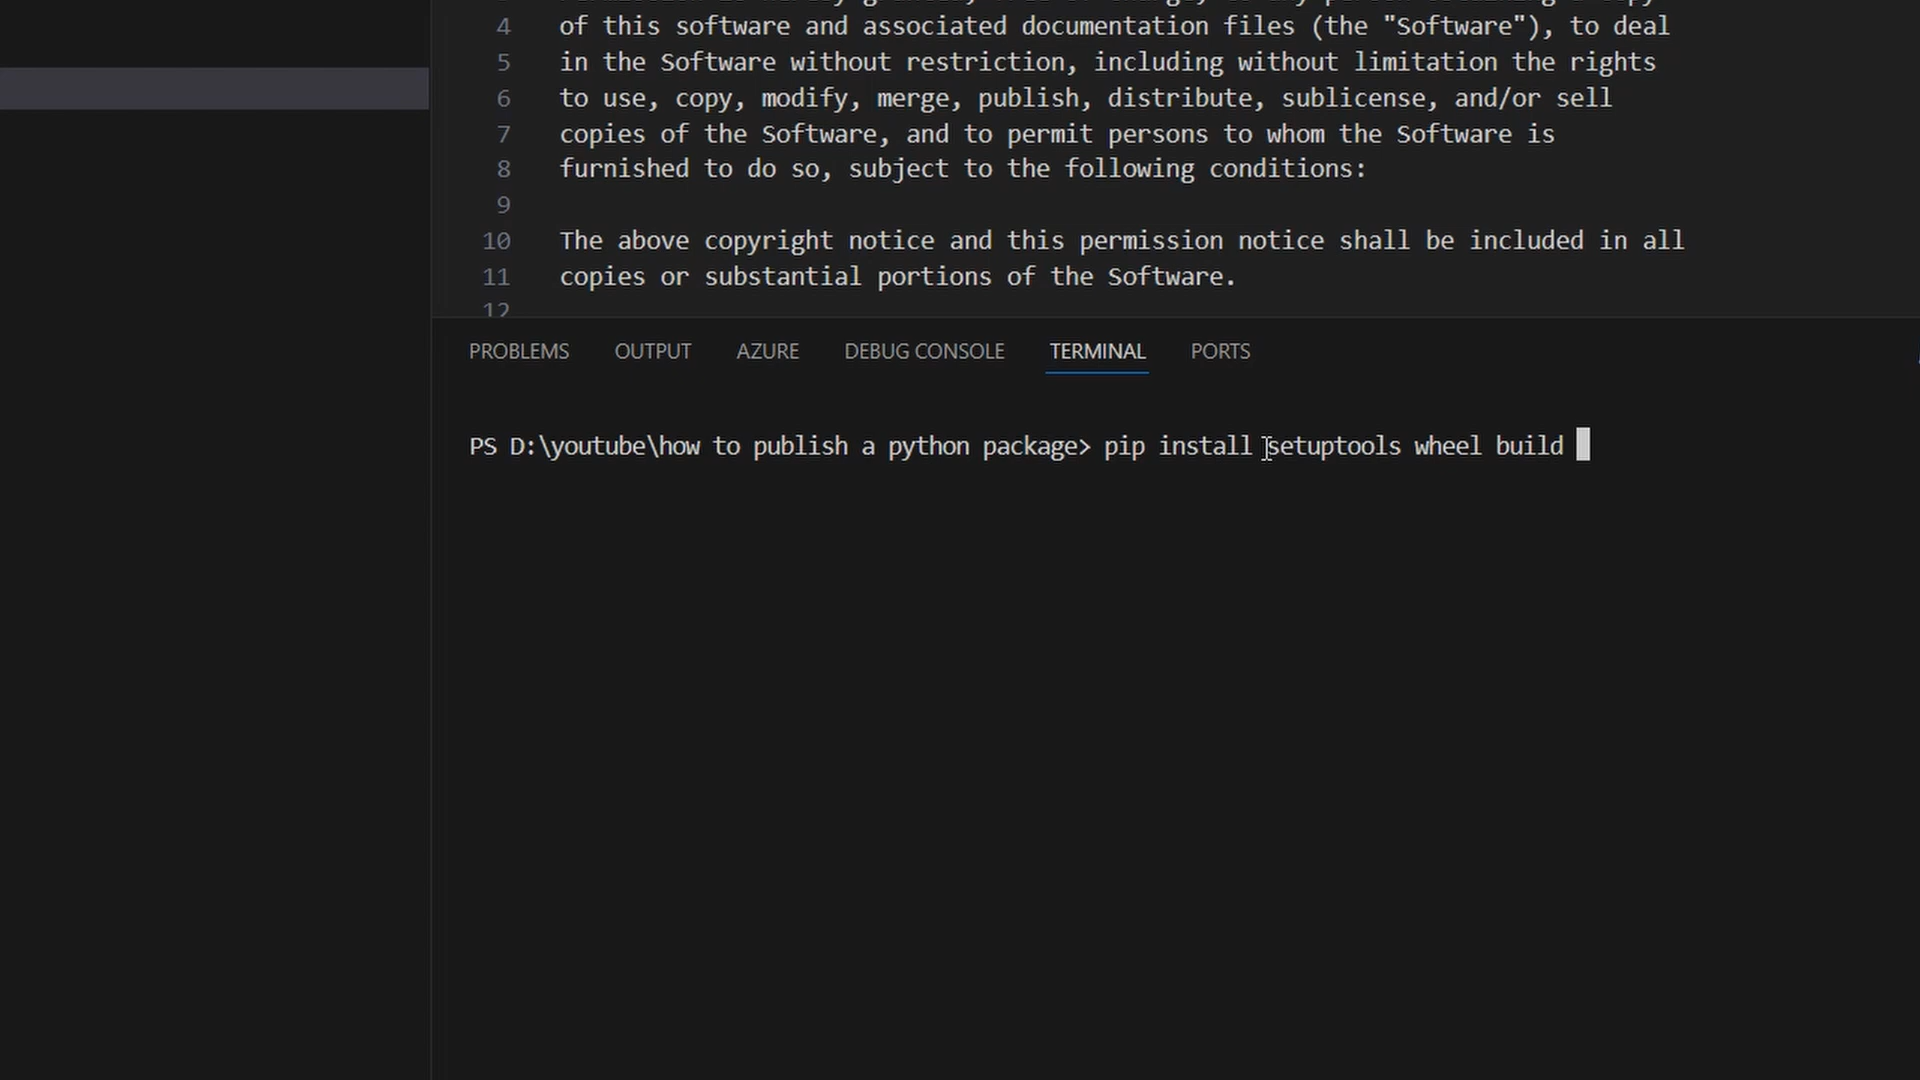 4 of this software and associated documentation files (the "Software"), to deal
5 in the Software without restriction, including without limitation the rights
6 to use, copy, modify, merge, publish, distribute, sublicense, and/or sell
7 copies of the Software, and to permit persons to whom the Software is
8 furnished to do so, subject to the following conditions:
9
10 The above copyright notice and this permission notice shall be included in all
11 copies or substantial portions of the Software.
12
PROBLEMS OUTPUT AZURE DEBUG CONSOLE TERMINAL PORTS
PS D:\youtube\how to publish a python package> pip install setuptools wheel build